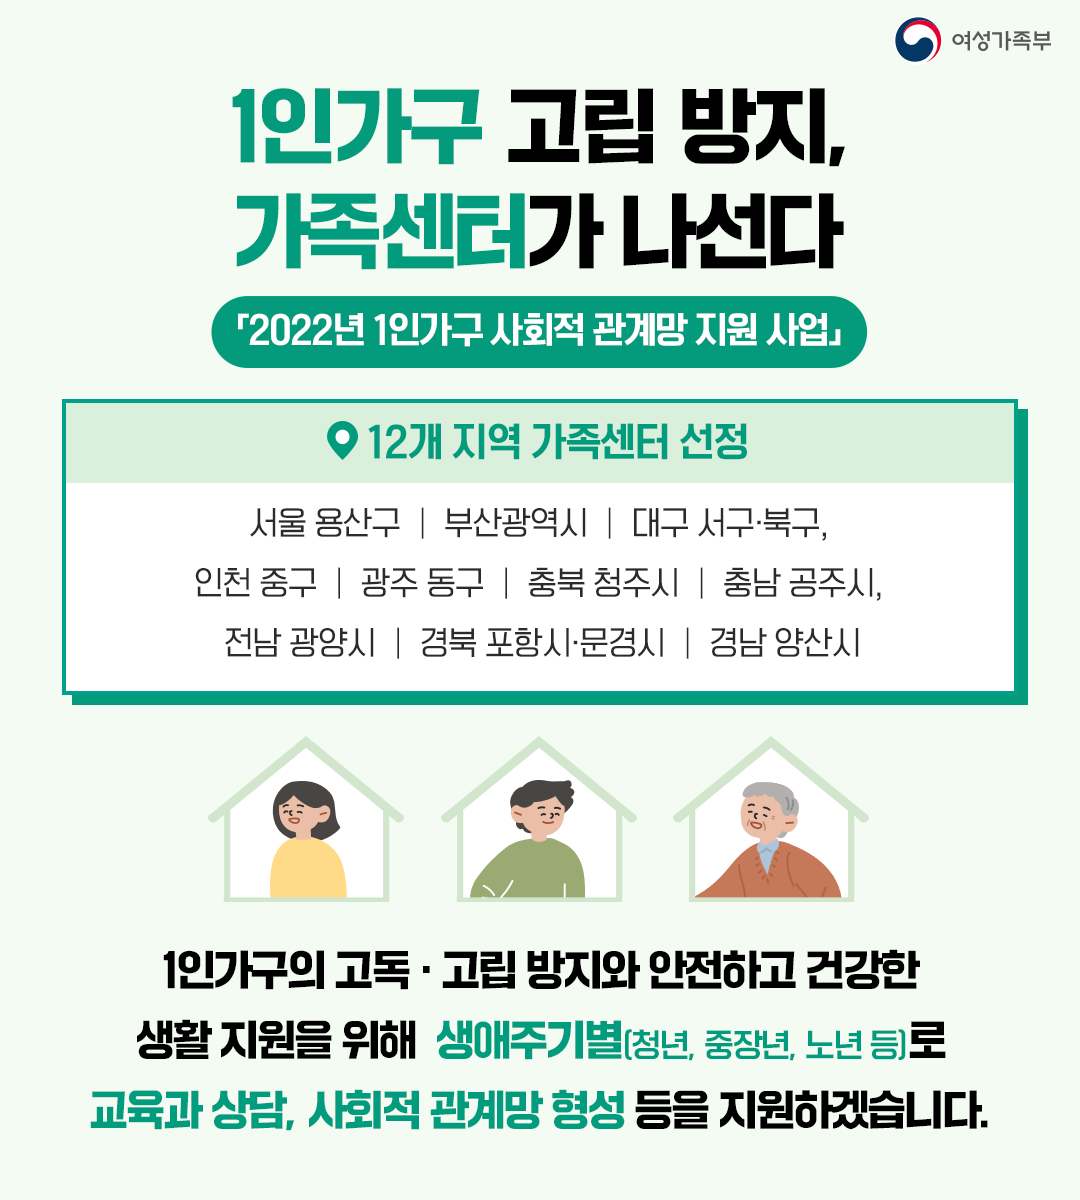 여성가족부
1인가구 고립 방지,
가족센터가 나선다
「2022년 1인가구 사회적 관계망 지원 사업」
12개 지역 가족센터 선정
서울 용산구 | 부산광역시 | 대구 서구·북구,
인천 중구 | 광주 동구 | 충북 청주시 | 충남 공주시,
전남 광양시 | 경북 포항시·문경시 | 경남 양산시
1인가구의 고독 · 고립 방지와 안전하고 건강한
생활 지원을 위해 생애주기별(청년, 중장년, 노년 등)로
교육과 상담, 사회적 관계망 형성 등을 지원하겠습니다.